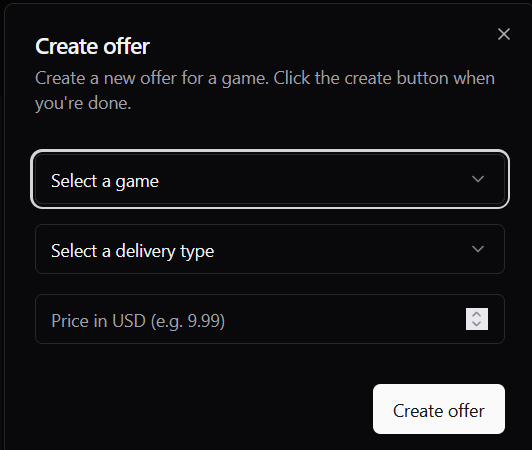 Create offer
Create a new offer for a game. Click the create button when
you're done.
Select a game
Select a delivery type
Price in USD (e.g. 9.99)
Create offer